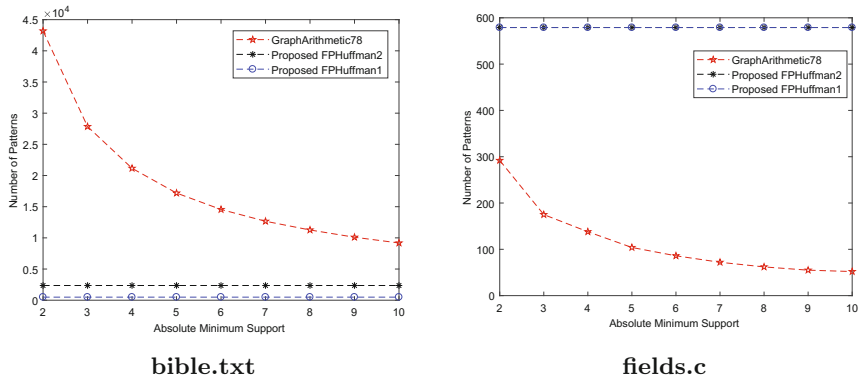 4.5 ×10⁴
4
3.5
3
2.5
2
1.5
1
0.5
0
2 3 4 5 6 7 8 9 10
Number of Patterns
Absolute Minimum Support
GraphArithmetic78
Proposed FPHuffman2
Proposed FPHuffman1
bible.txt
600
500
400
300
200
100
0
2 3 4 5 6 7 8 9 10
Number of Patterns
Absolute Minimum Support
GraphArithmetic78
Proposed FPHuffman2
Proposed FPHuffman1
fields.c